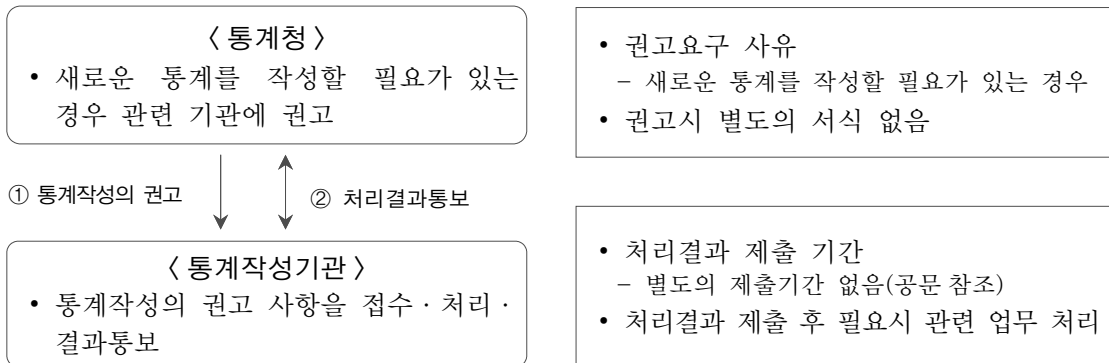 〈 통계청 〉
• 새로운 통계를 작성할 필요가 있는
경우 관련 기관에 권고
• 권고요구 사유
- 새로운 통계를 작성할 필요가 있는 경우
• 권고시 별도의 서식 없음
① 통계작성의 권고
② 처리결과통보
〈 통계작성기관 〉
• 통계작성의 권고 사항을 접수 · 처리 ·
결과통보
• 처리결과 제출 기간
- 별도의 제출기간 없음(공문 참조)
• 처리결과 제출 후 필요시 관련 업무 처리